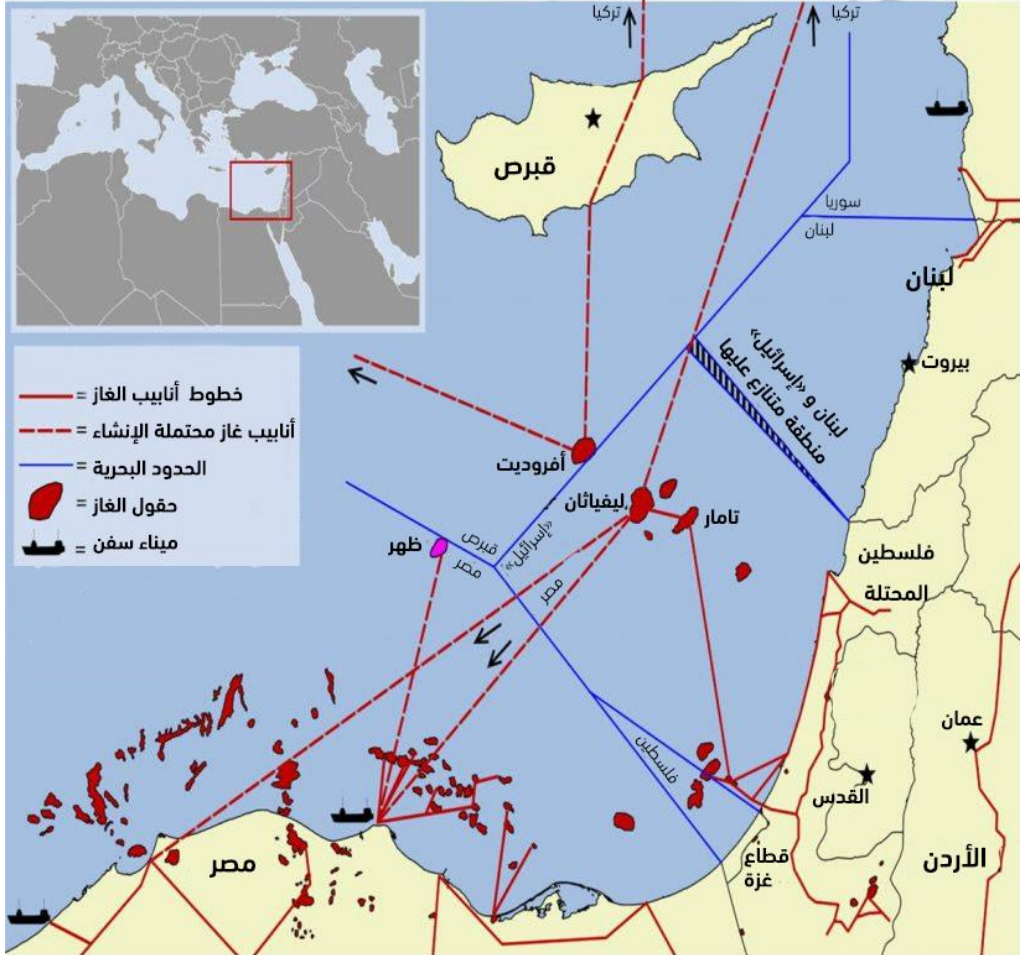 تركيا
تركيا
قبرص
سوريا
لبنان
لبنان
بيروت
لبنان و «إسرائيل»
منطقة متنازع عليها
خطوط أنابيب الغاز =
أنابيب غاز محتملة الإنشاء =
الحدود البحرية =
حقول الغاز =
ميناء سفن =
أفروديت
ليفياثان
تامار
ظهر
قبرص
مصر
«إسرائيل»
مصر
فلسطين
المحتلة
فلسطين
عمان
القدس
الأردن
قطاع
غزة
مصر